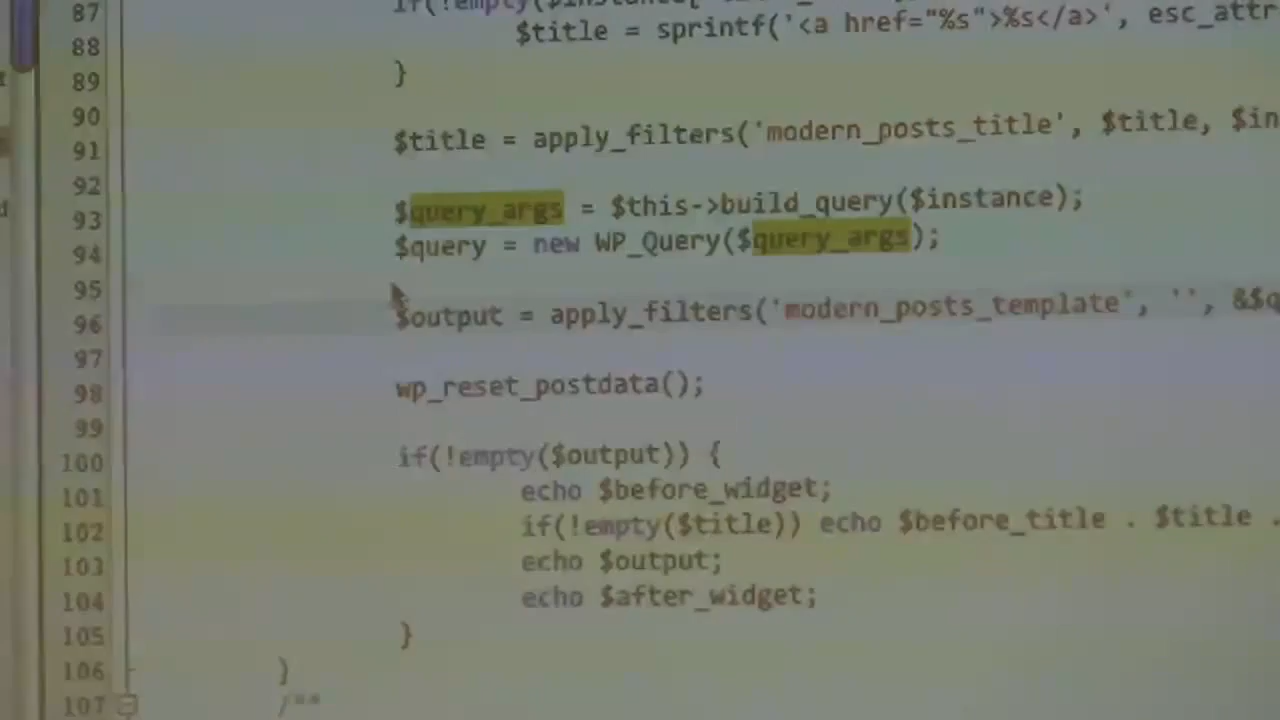 87
if(!empty($instance[
88
$title = sprintf('<a href="%s">%s</a>', esc_attr
89
}
90
91
$title = apply_filters('modern_posts_title', $title, $in
92
93
$query_args = $this->build_query($instance);
94
$query = new WP_Query($query_args);
95
96
$output = apply_filters('modern_posts_template', '', &$q
97
98
wp_reset_postdata();
99
100
if(!empty($output)) {
101
echo $before_widget;
102
if(!empty($title)) echo $before_title . $title .
103
echo $output;
104
echo $after_widget;
105
}
106
}
107
/**